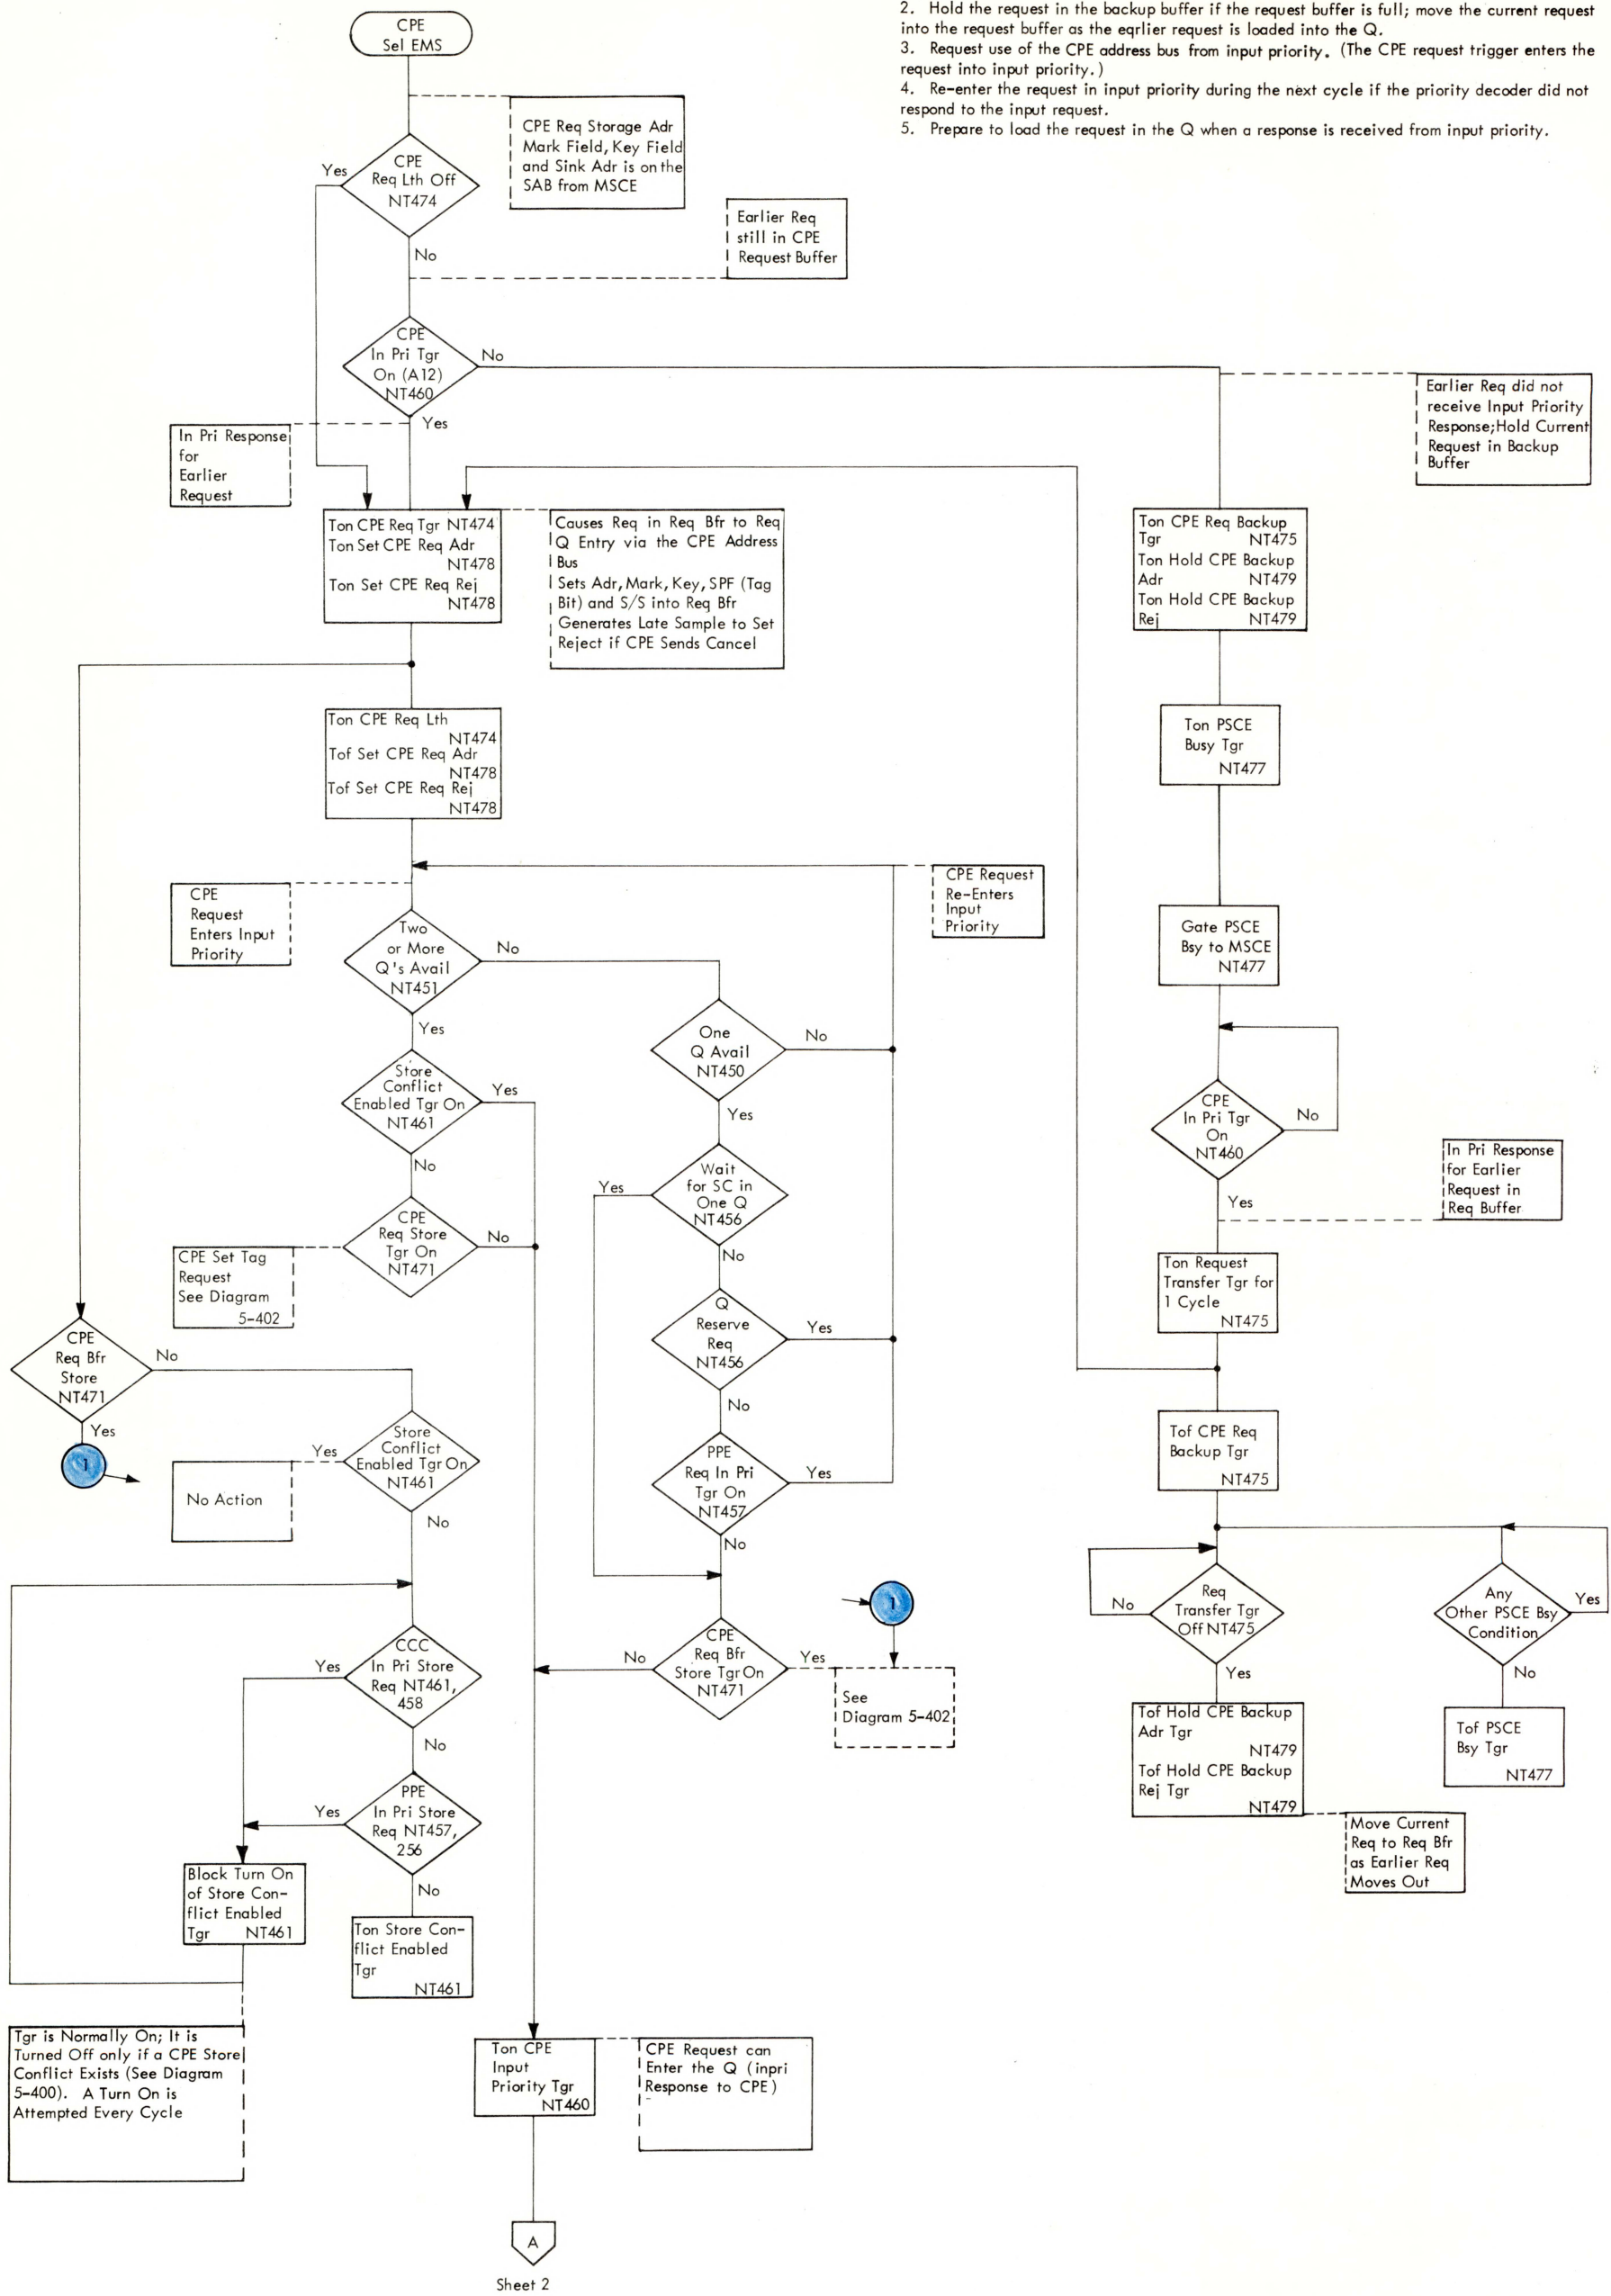 2. Hold the request in the backup buffer if the request buffer is full; move the current request
into the request buffer as the eqrlier request is loaded into the Q.
3. Request use of the CPE address bus from input priority. (The CPE request trigger enters the
request into input priority.)
4. Re-enter the request in input priority during the next cycle if the priority decoder did not
respond to the input request.
5. Prepare to load the request in the Q when a response is received from input priority.
CPE
Sel EMS
CPE Req Storage Adr
Mark Field, Key Field
and Sink Adr is on the
SAB from MSCE
CPE
Req Lth Off
NT474
Yes
No
Earlier Req
still in CPE
Request Buffer
CPE
In Pri Tgr
On (A12)
NT460
No
Yes
Earlier Req did not
receive Input Priority
Response;Hold Current
Request in Backup
Buffer
In Pri Response
for
Earlier
Request
Ton CPE Req Tgr NT474
Ton Set CPE Req Adr
NT478
Ton Set CPE Req Rej
NT478
Causes Req in Req Bfr to Req
Q Entry via the CPE Address
Bus
Sets Adr, Mark, Key, SPF (Tag
Bit) and S/S into Req Bfr
Generates Late Sample to Set
Reject if CPE Sends Cancel
Ton CPE Req Backup
Tgr NT475
Ton Hold CPE Backup
Adr NT479
Ton Hold CPE Backup
Rej NT479
Ton CPE Req Lth
NT474
Tof Set CPE Req Adr
NT478
Tof Set CPE Req Rej
NT478
Ton PSCE
Busy Tgr
NT477
CPE
Request
Enters Input
Priority
CPE Request
Re-Enters
Input
Priority
Two
or More
Q's Avail
NT451
No
Yes
Gate PSCE
Bsy to MSCE
NT477
One
Q Avail
NT450
No
Yes
Store
Conflict
Enabled Tgr On
NT461
Yes
No
CPE
In Pri Tgr
On
NT460
No
Yes
In Pri Response
for Earlier
Request in
Req Buffer
Wait
for SC in
One Q
NT456
Yes
No
CPE
Req Store
Tgr On
NT471
No
CPE Set Tag
Request
See Diagram
5-402
Ton Request
Transfer Tgr for
1 Cycle
NT475
Q
Reserve
Req
NT456
Yes
No
CPE
Req Bfr
Store
NT471
No
Yes
1
Store
Conflict
Enabled Tgr On
NT461
Yes
No
No Action
PPE
Req In Pri
Tgr On
NT457
Yes
No
Tof CPE Req
Backup Tgr
NT475
1
Req
Transfer Tgr
Off NT475
No
Yes
Any
Other PSCE Bsy
Condition
Yes
No
CPE
Req Bfr
Store Tgr On
NT471
No
Yes
See
Diagram 5-402
CCC
In Pri Store
Req NT461,
458
Yes
No
Tof Hold CPE Backup
Adr Tgr
NT479
Tof Hold CPE Backup
Rej Tgr
NT479
Tof PSCE
Bsy Tgr
NT477
PPE
In Pri Store
Req NT457,
256
Yes
No
Move Current
Req to Req Bfr
as Earlier Req
Moves Out
Block Turn On
of Store Con-
flict Enabled
Tgr NT461
Ton Store Con-
flict Enabled
Tgr
NT461
Tgr is Normally On; It is
Turned Off only if a CPE Store
Conflict Exists (See Diagram
5-400). A Turn On is
Attempted Every Cycle
Ton CPE
Input
Priority Tgr
NT460
CPE Request can
Enter the Q (inpri
Response to CPE)
A
Sheet 2